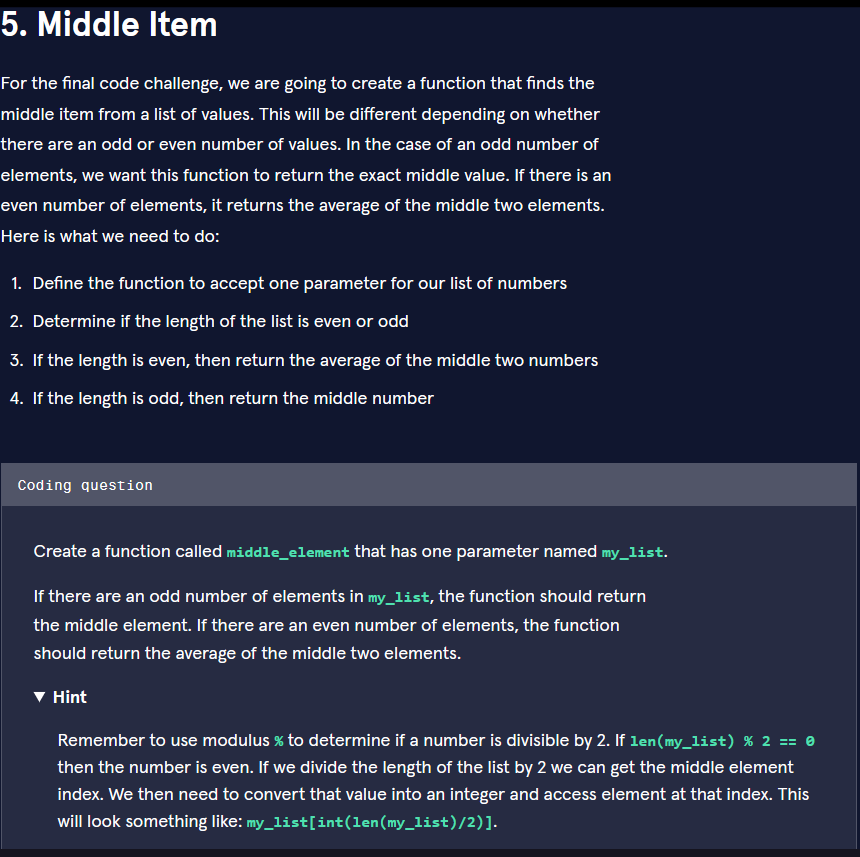 5. Middle Item
For the final code challenge, we are going to create a function that finds the
middle item from a list of values. This will be different depending on whether
there are an odd or even number of values. In the case of an odd number of
elements, we want this function to return the exact middle value. If there is an
even number of elements, it returns the average of the middle two elements.
Here is what we need to do:
1. Define the function to accept one parameter for our list of numbers
2. Determine if the length of the list is even or odd
3. If the length is even, then return the average of the middle two numbers
4. If the length is odd, then return the middle number
Coding question
Create a function called middle_element that has one parameter named my_list.
If there are an odd number of elements in my_list, the function should return
the middle element. If there are an even number of elements, the function
should return the average of the middle two elements.
▼ Hint
Remember to use modulus % to determine if a number is divisible by 2. If len(my_list) % 2 == 0
then the number is even. If we divide the length of the list by 2 we can get the middle element
index. We then need to convert that value into an integer and access element at that index. This
will look something like: my_list[int(len(my_list)/2)].